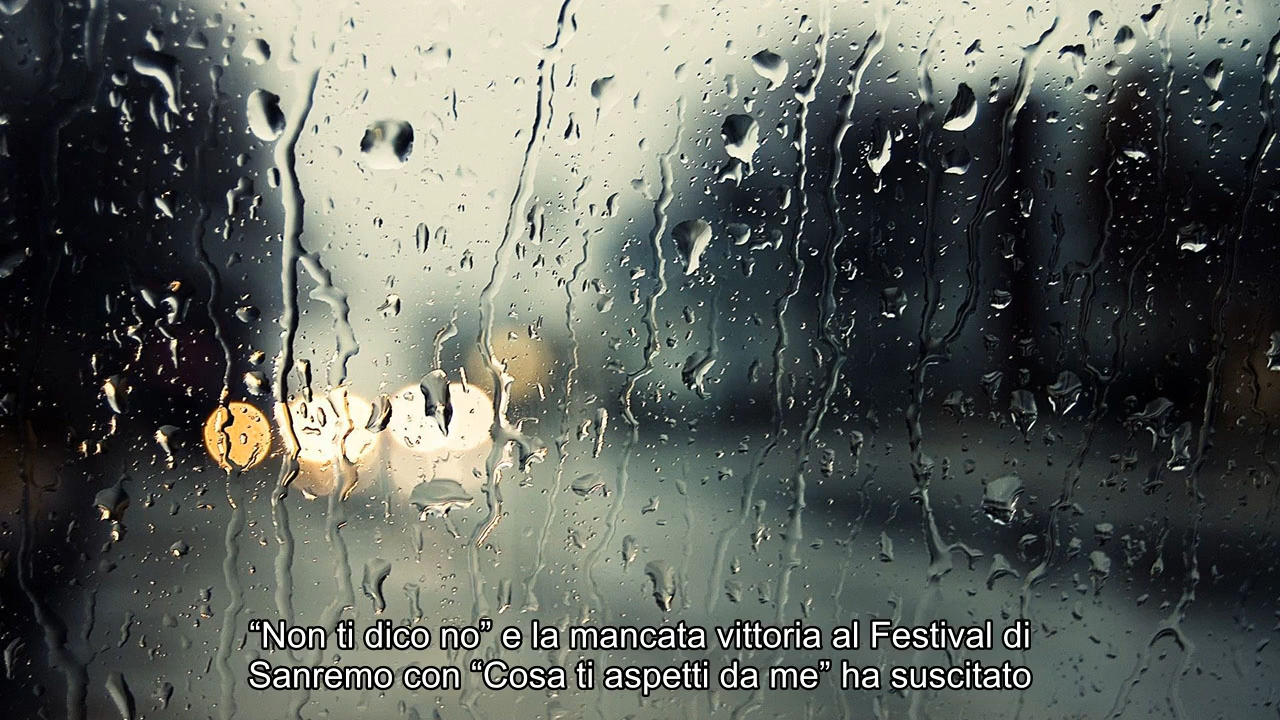 “Non ti dico no” e la mancata vittoria al Festival di
Sanremo con “Cosa ti aspetti da me” ha suscitato